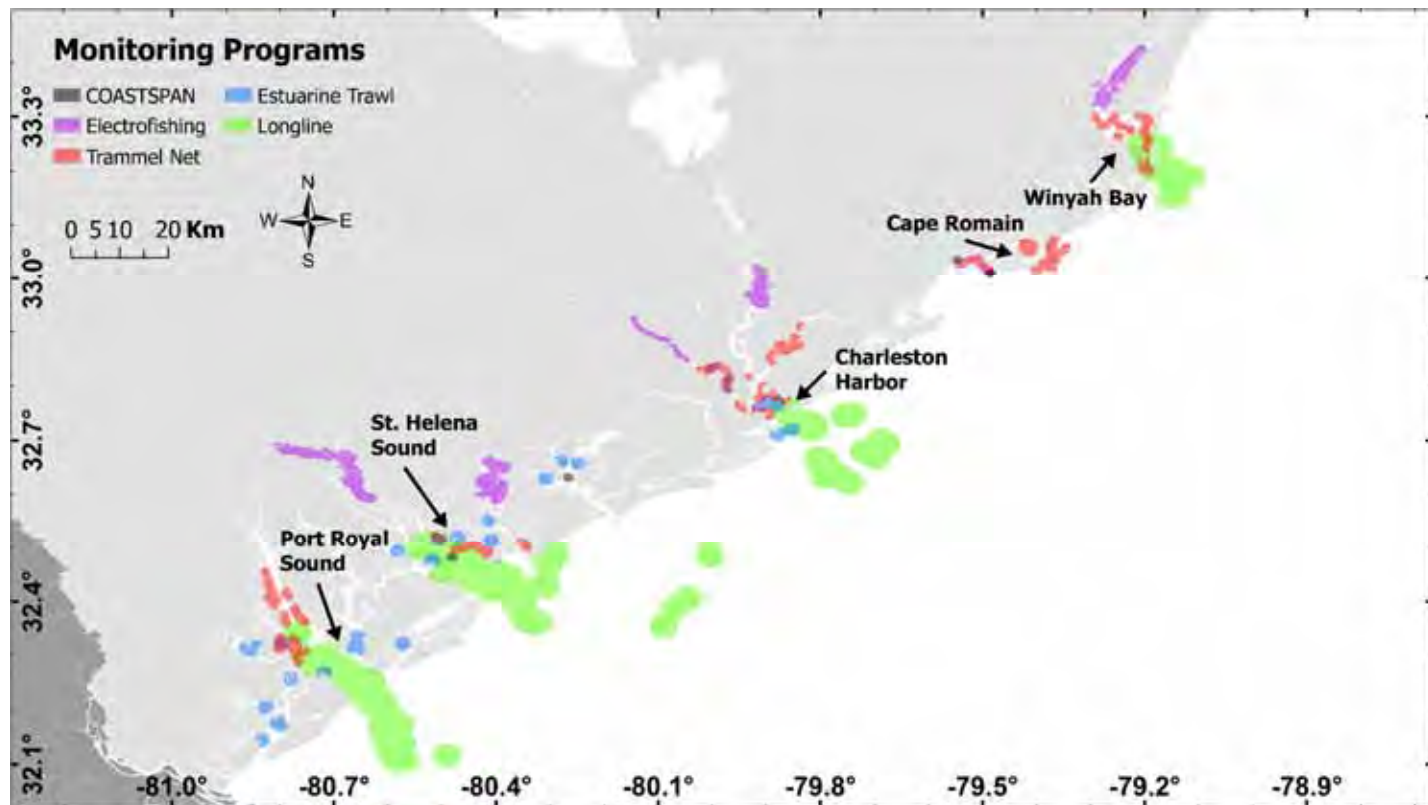 Monitoring Programs
COASTSPAN
Electrofishing
Trammel Net
Estuarine Trawl
Longline
N
W E
S
0 5 10 20 Km
Winyah Bay
Cape Romain
Charleston
Harbor
St. Helena
Sound
Port Royal
Sound
33.3°
33.0°
32.7°
32.4°
32.1°
-81.0° -80.7° -80.4° -80.1° -79.8° -79.5° -79.2° -78.9°